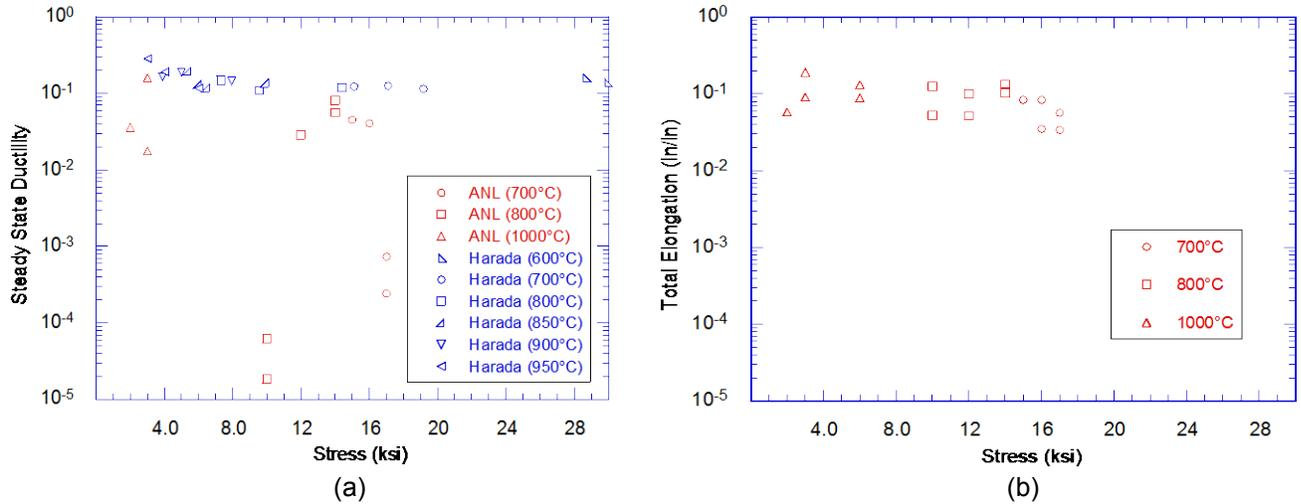 10^0
10^-1
10^-2
10^-3
10^-4
10^-5
Steady State Ductility
ANL (700°C)
ANL (800°C)
ANL (1000°C)
Harada (600°C)
Harada (700°C)
Harada (800°C)
Harada (850°C)
Harada (900°C)
Harada (950°C)
4.0 8.0 12 16 20 24 28
Stress (ksi)
(a)
10^0
10^-1
10^-2
10^-3
10^-4
10^-5
Total Elongation (in/in)
700°C
800°C
1000°C
4.0 8.0 12 16 20 24 28
Stress (ksi)
(b)